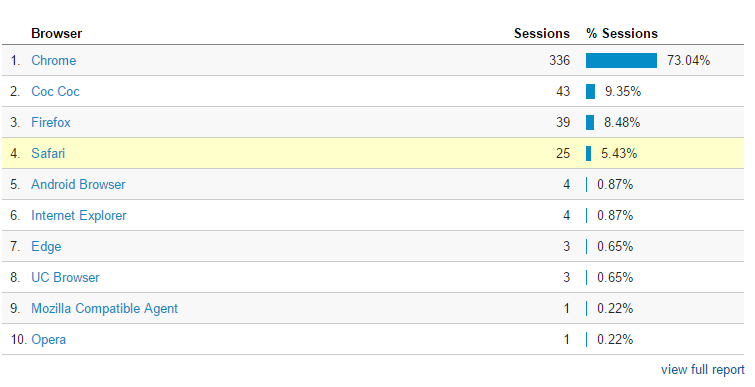 Browser Sessions % Sessions
1. Chrome 336 73.04%
2. Coc Coc 43 9.35%
3. Firefox 39 8.48%
4. Safari 25 5.43%
5. Android Browser 4 0.87%
6. Internet Explorer 4 0.87%
7. Edge 3 0.65%
8. UC Browser 3 0.65%
9. Mozilla Compatible Agent 1 0.22%
10. Opera 1 0.22%
view full report